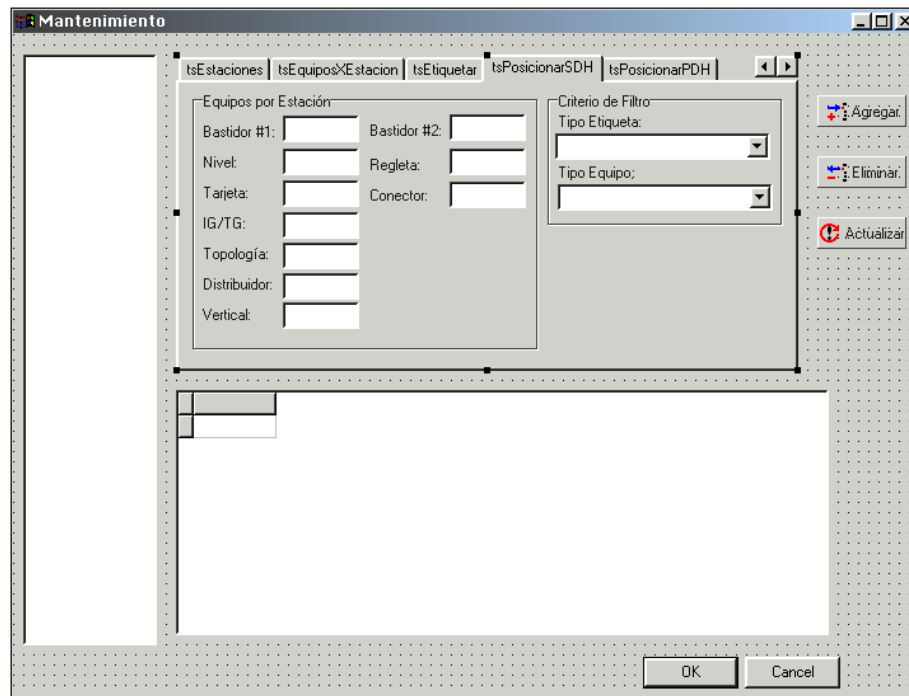 Mantenimiento
tsEstaciones tsEquiposXEstacion tsEtiquetar tsPosicionarSDH tsPosicionarPDH
Equipos por Estación
Bastidor #1: Bastidor #2:
Nivel: Regleta:
Tarjeta: Conector:
IG/TG:
Topología:
Distribuidor:
Vertical:
Criterio de Filtro
Tipo Etiqueta:
Tipo Equipo;
Agregar
Eliminar
Actualizar
OK Cancel